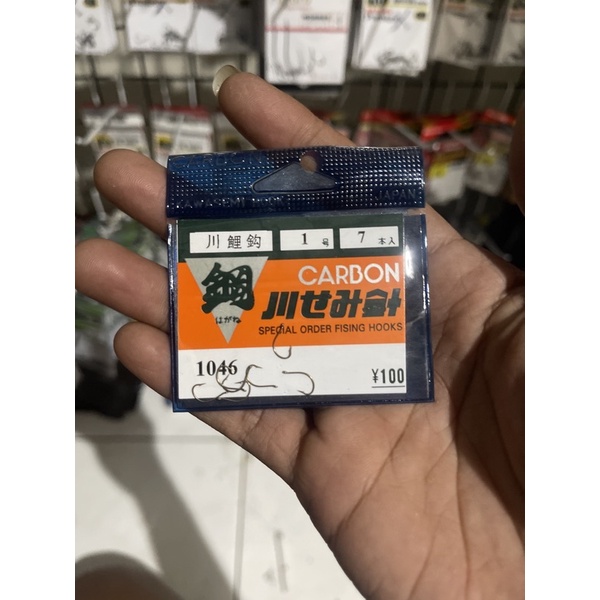 JAPAN
川鯉鈎 1号 7本入
鋼
はがね
CARBON
川せみ針
SPECIAL ORDER FISING HOOKS
1046
¥100